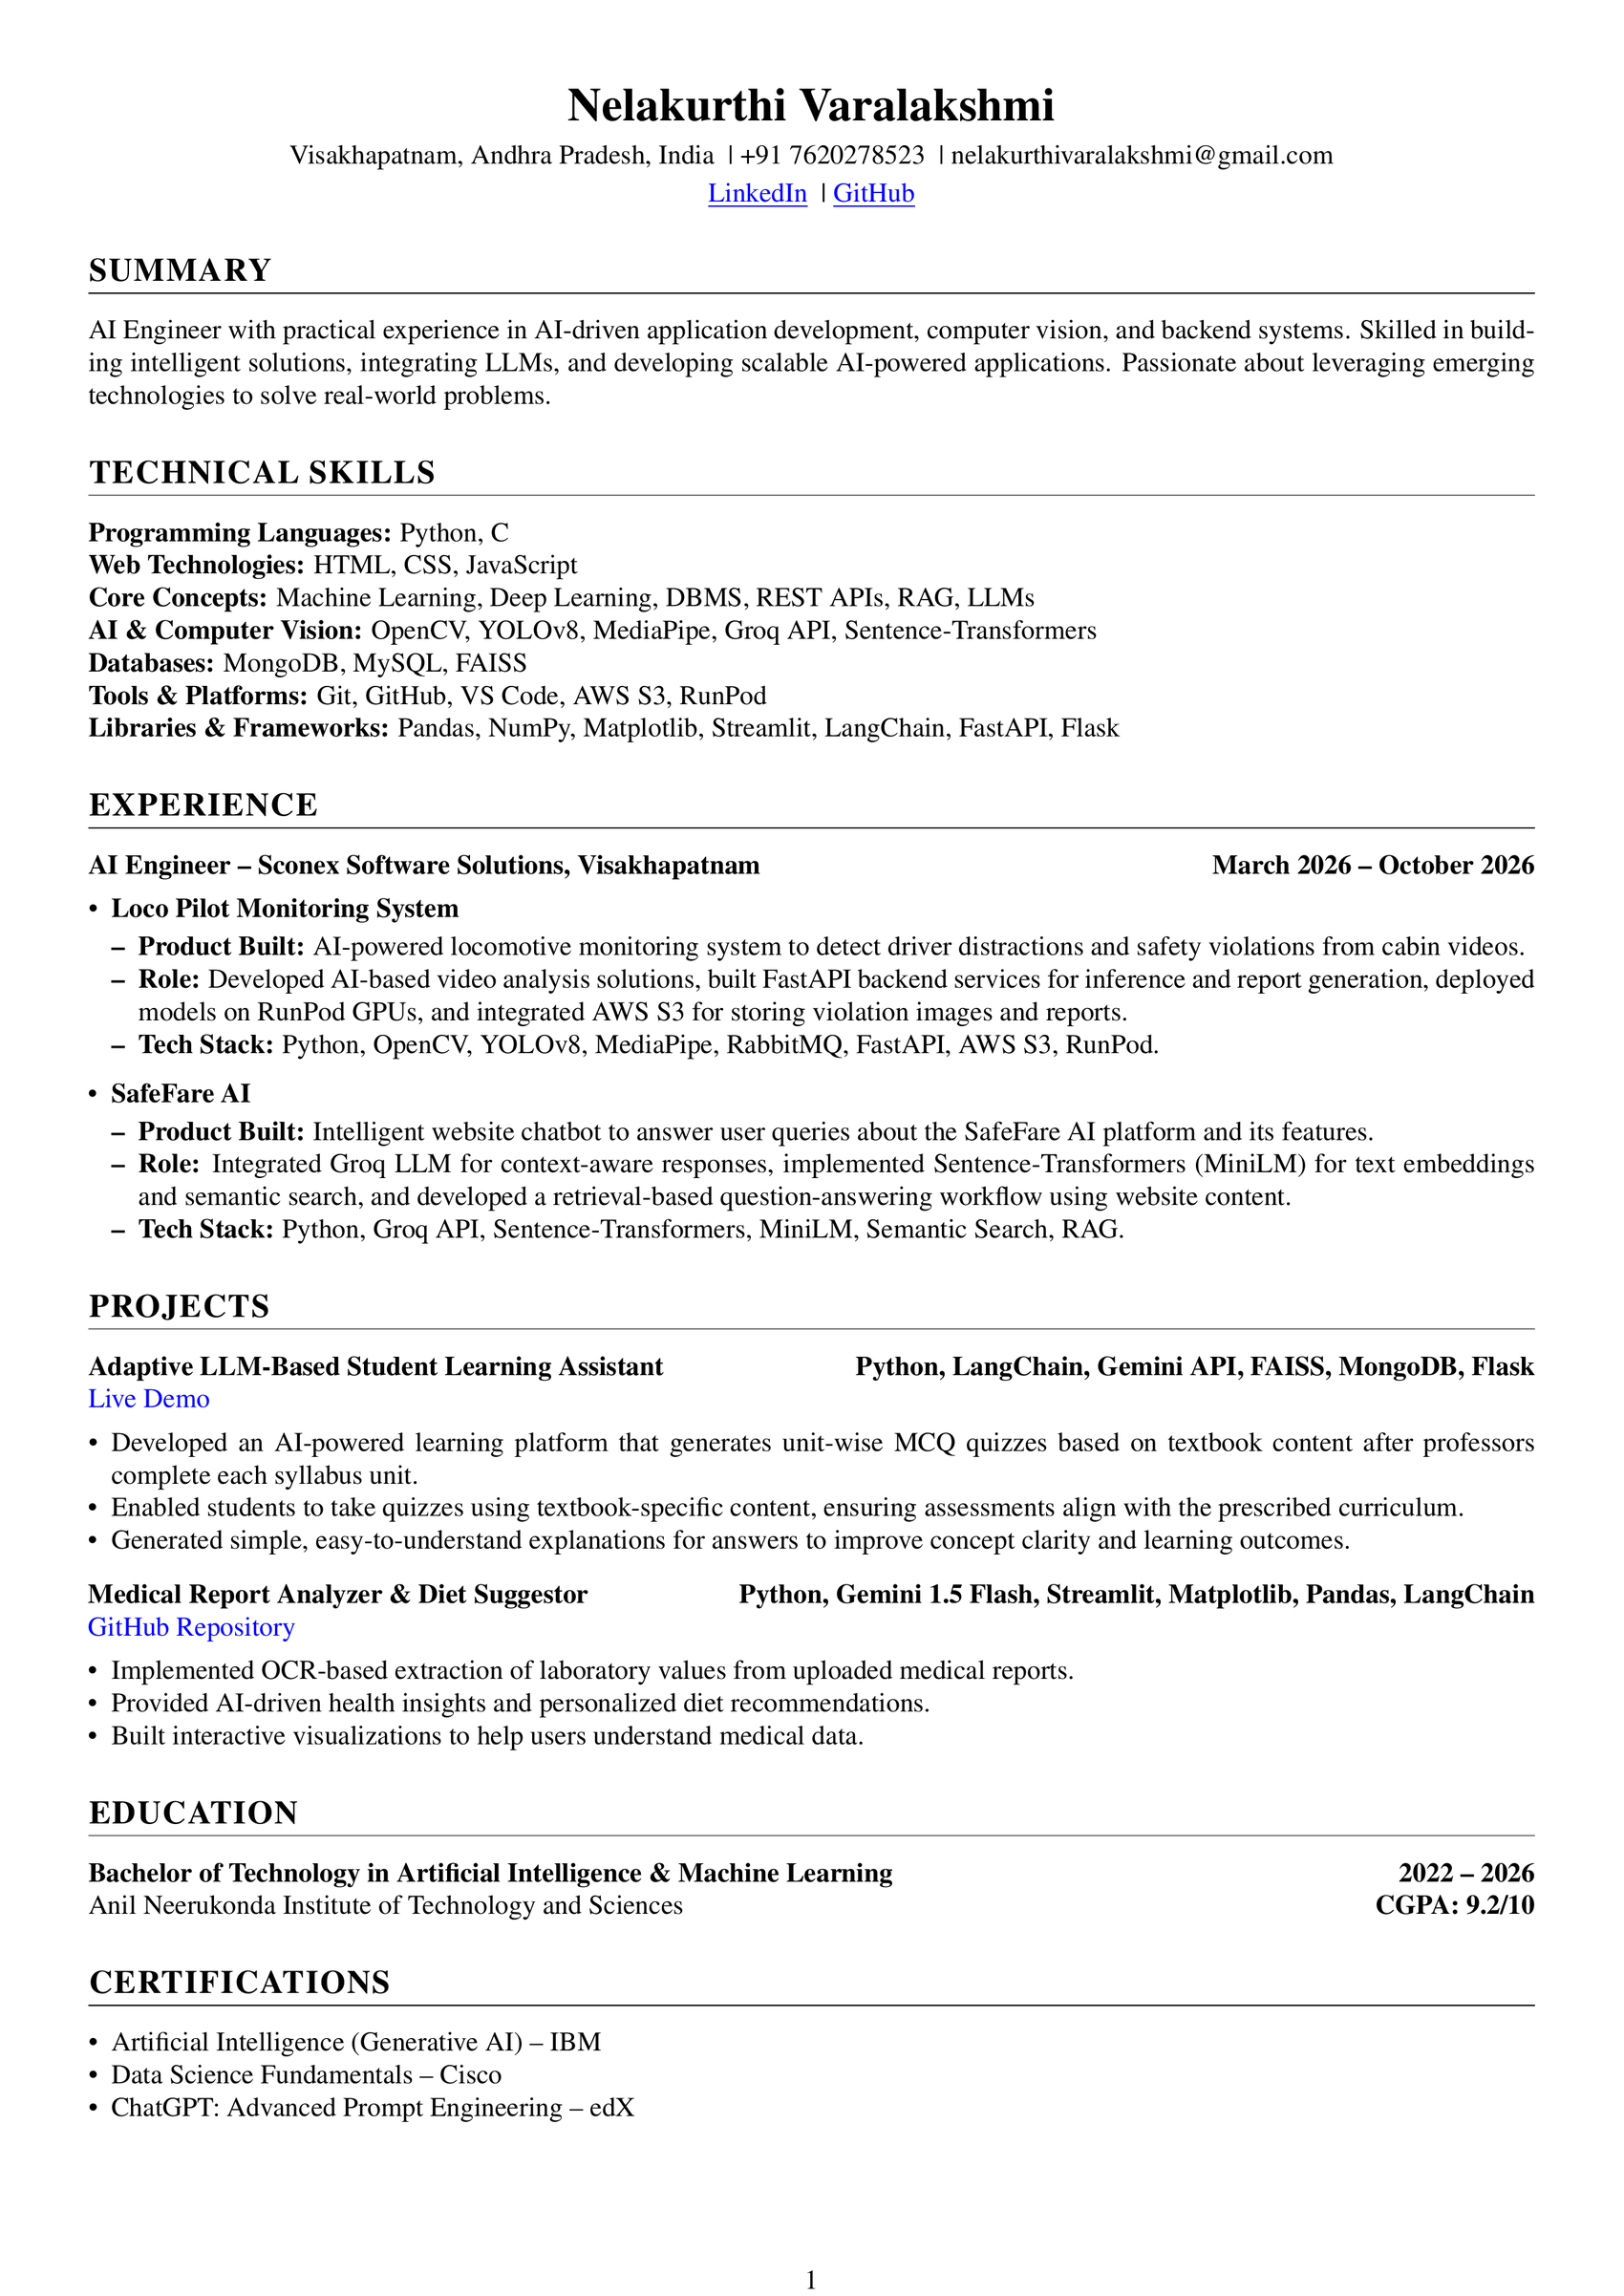 Nelakurthi Varalakshmi
Visakhapatnam, Andhra Pradesh, India | +91 7620278523 | nelakurthivaralakshmi@gmail.com
LinkedIn | GitHub
SUMMARY
AI Engineer with practical experience in AI-driven application development, computer vision, and backend systems. Skilled in build-
ing intelligent solutions, integrating LLMs, and developing scalable AI-powered applications. Passionate about leveraging emerging
technologies to solve real-world problems.
TECHNICAL SKILLS
Programming Languages: Python, C
Web Technologies: HTML, CSS, JavaScript
Core Concepts: Machine Learning, Deep Learning, DBMS, REST APIs, RAG, LLMs
AI & Computer Vision: OpenCV, YOLOv8, MediaPipe, Groq API, Sentence-Transformers
Databases: MongoDB, MySQL, FAISS
Tools & Platforms: Git, GitHub, VS Code, AWS S3, RunPod
Libraries & Frameworks: Pandas, NumPy, Matplotlib, Streamlit, LangChain, FastAPI, Flask
EXPERIENCE
AI Engineer – Sconex Software Solutions, Visakhapatnam March 2026 – October 2026
• Loco Pilot Monitoring System
– Product Built: AI-powered locomotive monitoring system to detect driver distractions and safety violations from cabin videos.
– Role: Developed AI-based video analysis solutions, built FastAPI backend services for inference and report generation, deployed
models on RunPod GPUs, and integrated AWS S3 for storing violation images and reports.
– Tech Stack: Python, OpenCV, YOLOv8, MediaPipe, RabbitMQ, FastAPI, AWS S3, RunPod.
• SafeFare AI
– Product Built: Intelligent website chatbot to answer user queries about the SafeFare AI platform and its features.
– Role: Integrated Groq LLM for context-aware responses, implemented Sentence-Transformers (MiniLM) for text embeddings
and semantic search, and developed a retrieval-based question-answering workflow using website content.
– Tech Stack: Python, Groq API, Sentence-Transformers, MiniLM, Semantic Search, RAG.
PROJECTS
Adaptive LLM-Based Student Learning Assistant Python, LangChain, Gemini API, FAISS, MongoDB, Flask
Live Demo
• Developed an AI-powered learning platform that generates unit-wise MCQ quizzes based on textbook content after professors
complete each syllabus unit.
• Enabled students to take quizzes using textbook-specific content, ensuring assessments align with the prescribed curriculum.
• Generated simple, easy-to-understand explanations for answers to improve concept clarity and learning outcomes.
Medical Report Analyzer & Diet Suggestor Python, Gemini 1.5 Flash, Streamlit, Matplotlib, Pandas, LangChain
GitHub Repository
• Implemented OCR-based extraction of laboratory values from uploaded medical reports.
• Provided AI-driven health insights and personalized diet recommendations.
• Built interactive visualizations to help users understand medical data.
EDUCATION
Bachelor of Technology in Artificial Intelligence & Machine Learning 2022 – 2026
Anil Neerukonda Institute of Technology and Sciences CGPA: 9.2/10
CERTIFICATIONS
• Artificial Intelligence (Generative AI) – IBM
• Data Science Fundamentals – Cisco
• ChatGPT: Advanced Prompt Engineering – edX
1